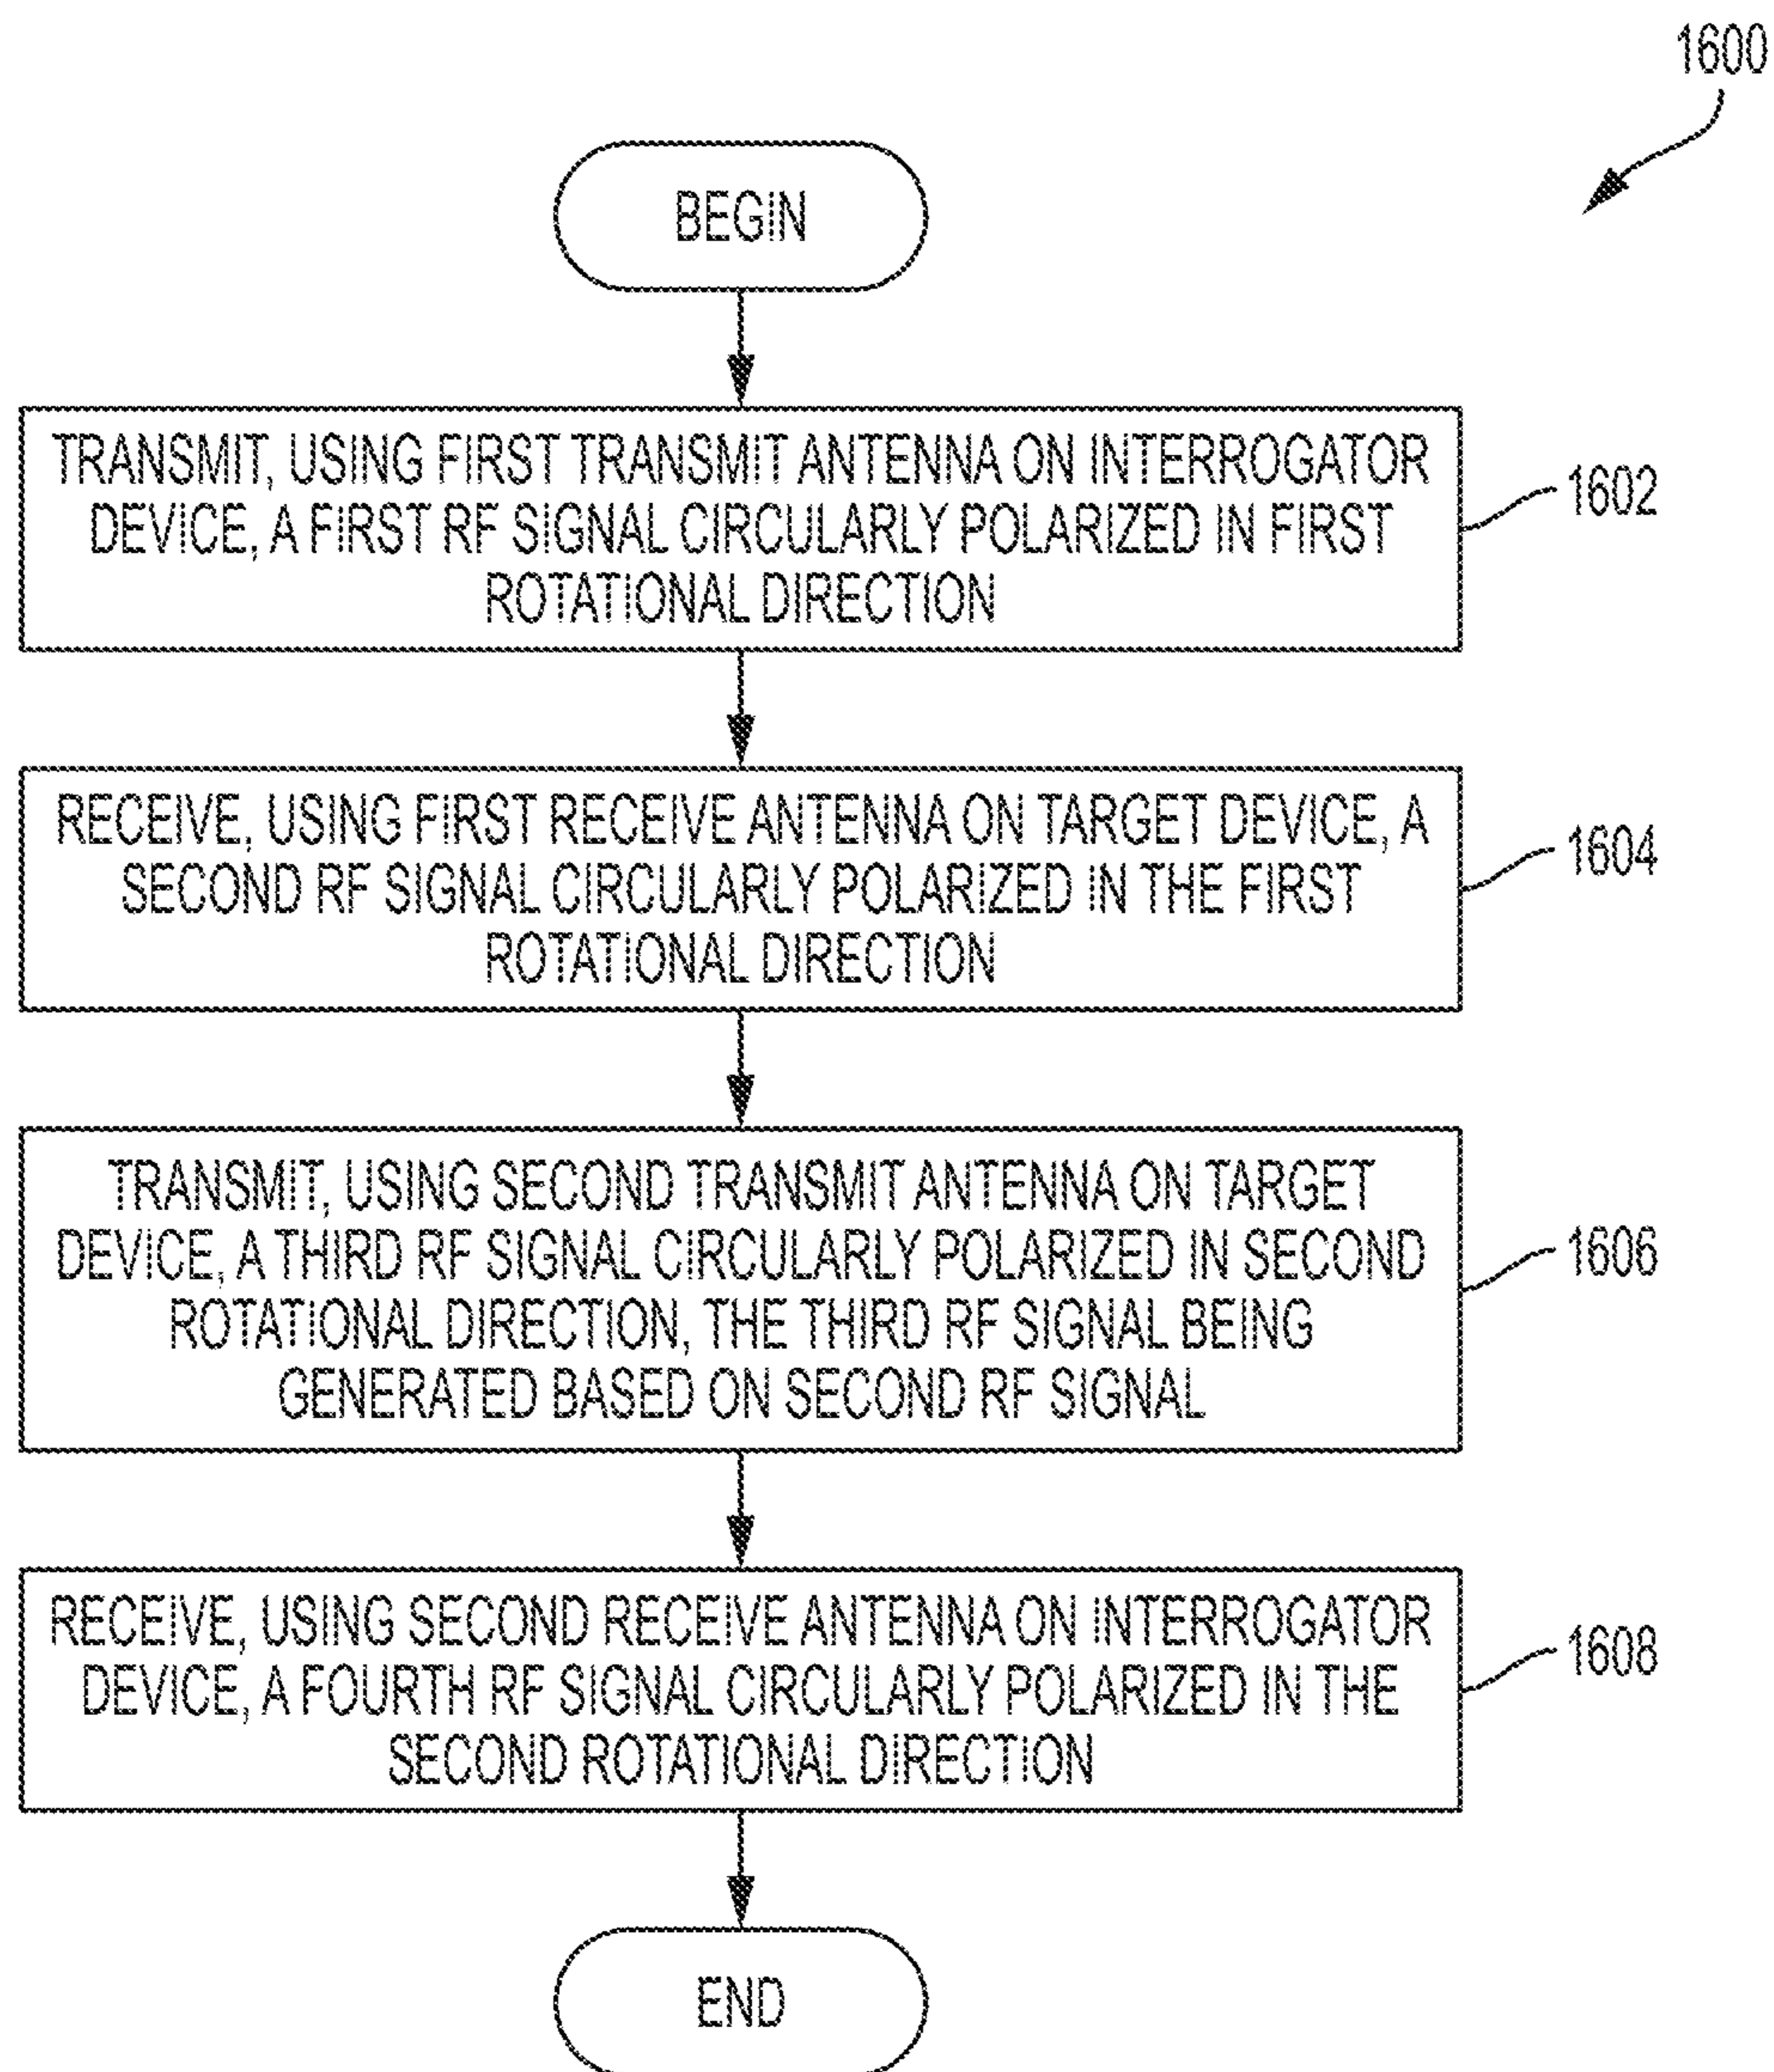 1600
BEGIN
TRANSMIT, USING FIRST TRANSMIT ANTENNA ON INTERROGATOR
DEVICE, A FIRST RF SIGNAL CIRCULARLY POLARIZED IN FIRST
ROTATIONAL DIRECTION
1602
RECEIVE, USING FIRST RECEIVE ANTENNA ON TARGET DEVICE, A
SECOND RF SIGNAL CIRCULARLY POLARIZED IN THE FIRST
ROTATIONAL DIRECTION
1604
TRANSMIT, USING SECOND TRANSMIT ANTENNA ON TARGET
DEVICE, A THIRD RF SIGNAL CIRCULARLY POLARIZED IN SECOND
ROTATIONAL DIRECTION, THE THIRD RF SIGNAL BEING
GENERATED BASED ON SECOND RF SIGNAL
1606
RECEIVE, USING SECOND RECEIVE ANTENNA ON INTERROGATOR
DEVICE, A FOURTH RF SIGNAL CIRCULARLY POLARIZED IN THE
SECOND ROTATIONAL DIRECTION
1608
END